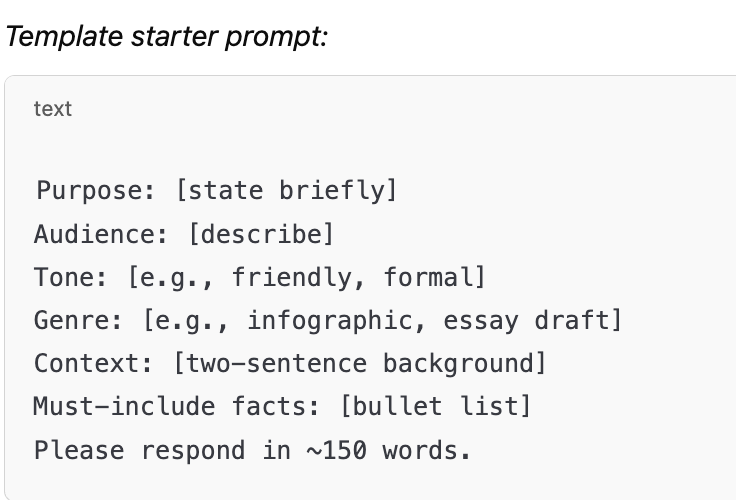 Template starter prompt:
text
Purpose: [state briefly]
Audience: [describe]
Tone: [e.g., friendly, formal]
Genre: [e.g., infographic, essay draft]
Context: [two-sentence background]
Must-include facts: [bullet list]
Please respond in ~150 words.